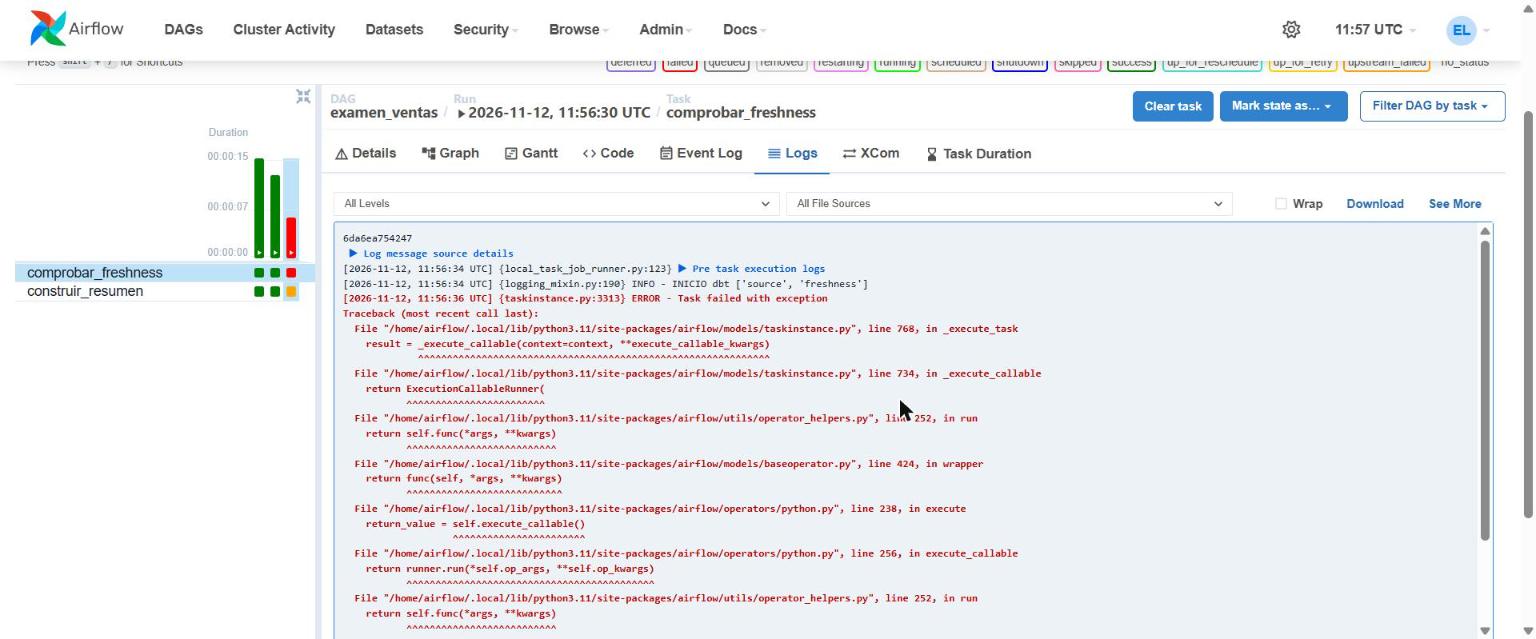 Airflow
DAGs
Cluster Activity
Datasets
Security
Browse
Admin
Docs
11:57 UTC
EL
Press shift + / for Shortcuts
deferred failed queued removed restarting running scheduled shutdown skipped success up_for_reschedule up_for_retry upstream_failed no_status
DAG
examen_ventas
/
Run
2026-11-12, 11:56:30 UTC
/
Task
comprobar_freshness
Clear task
Mark state as...
Filter DAG by task
Duration
00:00:15
00:00:07
00:00:00
comprobar_freshness
construir_resumen
Details
Graph
Gantt
<> Code
Event Log
Logs
XCom
Task Duration
All Levels
All File Sources
Wrap
Download
See More
6da6ea754247
▶ Log message source details
[2026-11-12, 11:56:34 UTC] {local_task_job_runner.py:123} ▶ Pre task execution logs
[2026-11-12, 11:56:34 UTC] {logging_mixin.py:190} INFO - INICIO dbt ['source', 'freshness']
[2026-11-12, 11:56:36 UTC] {taskinstance.py:3313} ERROR - Task failed with exception
Traceback (most recent call last):
File "/home/airflow/.local/lib/python3.11/site-packages/airflow/models/taskinstance.py", line 768, in _execute_task
result = _execute_callable(context=context, **execute_callable_kwargs)
^^^^^^^^^^^^^^^^^^^^^^^^^^^^^^^^^^^^^^^^^^^^^^^^^^^^^^^^^^^^^
File "/home/airflow/.local/lib/python3.11/site-packages/airflow/models/taskinstance.py", line 734, in _execute_callable
return ExecutionCallableRunner(
^^^^^^^^^^^^^^^^^^^^^^^^
File "/home/airflow/.local/lib/python3.11/site-packages/airflow/utils/operator_helpers.py", line 252, in run
return self.func(*args, **kwargs)
^^^^^^^^^^^^^^^^^^^^^^^^^^
File "/home/airflow/.local/lib/python3.11/site-packages/airflow/models/baseoperator.py", line 424, in wrapper
return func(self, *args, **kwargs)
^^^^^^^^^^^^^^^^^^^^^^^^^^^
File "/home/airflow/.local/lib/python3.11/site-packages/airflow/operators/python.py", line 238, in execute
return_value = self.execute_callable()
^^^^^^^^^^^^^^^^^^^^^^^
File "/home/airflow/.local/lib/python3.11/site-packages/airflow/operators/python.py", line 256, in execute_callable
return runner.run(*self.op_args, **self.op_kwargs)
^^^^^^^^^^^^^^^^^^^^^^^^^^^^^^^^^^^^^^^^^^^
File "/home/airflow/.local/lib/python3.11/site-packages/airflow/utils/operator_helpers.py", line 252, in run
return self.func(*args, **kwargs)
^^^^^^^^^^^^^^^^^^^^^^^^^^